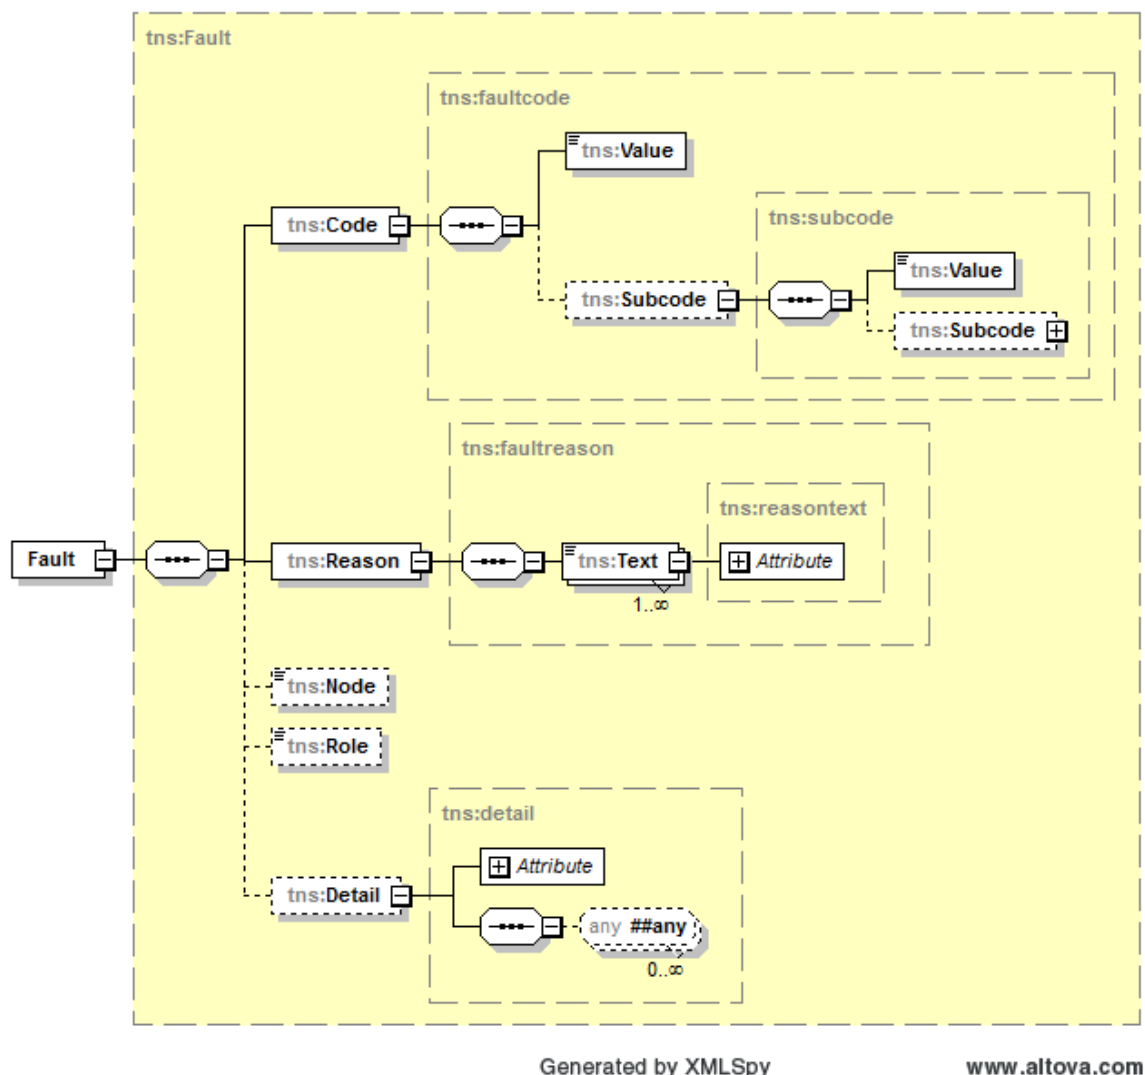 tns:Fault
tns:faultcode
tns:Value
tns:subcode
tns:Code
tns:Value
tns:Subcode
tns:Subcode
tns:faultreason
tns:reasontext
Fault
tns:Reason
tns:Text
Attribute
1..∞
tns:Node
tns:Role
tns:detail
Attribute
tns:Detail
any ##any
0..∞
Generated by XMLSpy www.altova.com